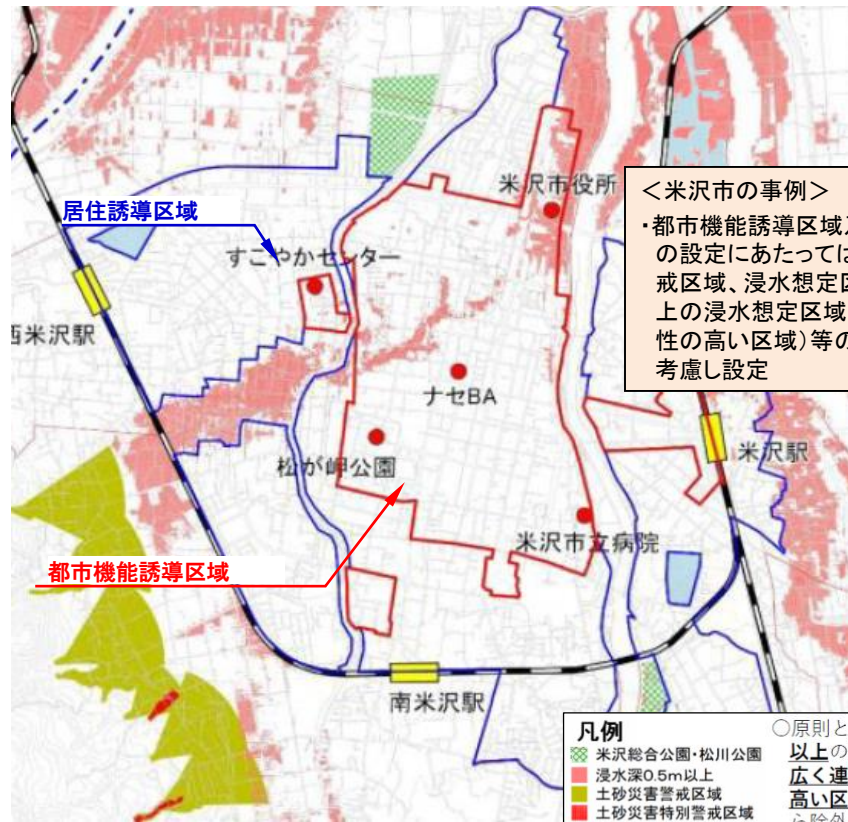 米沢市役所
<米沢市の事例>
・都市機能誘導区域
の設定にあたっては
戒区域、浸水想定区
上の浸水想定区域
性の高い区域)等の
考慮し設定
居住誘導区域
すこやかセンター
西米沢駅
ナセBA
松が岬公園
米沢駅
米沢市立病院
都市機能誘導区域
南米沢駅
凡例
米沢総合公園・松川公園
浸水深0.5m以上
土砂災害警戒区域
土砂災害特別警戒区域
○原則と
以上の
広く連
高い区
ら除外